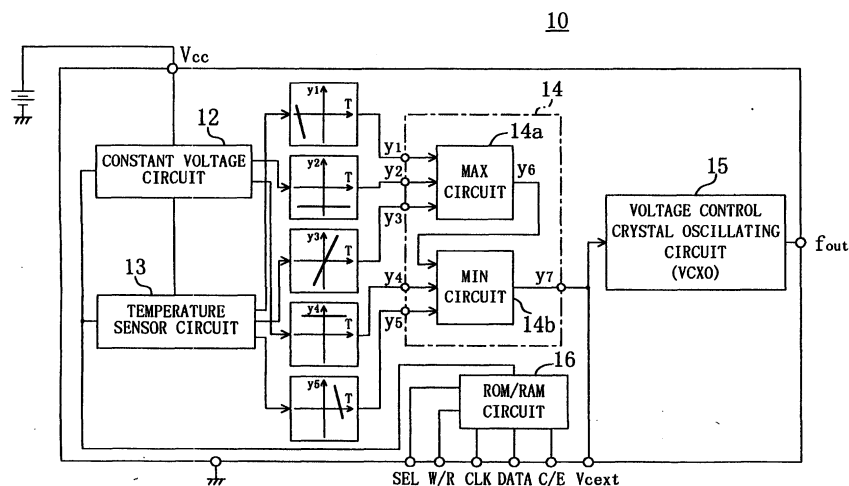 10
Vcc
12
CONSTANT VOLTAGE
CIRCUIT
13
TEMPERATURE
SENSOR CIRCUIT
y1
T
y2
T
y3
T
y4
T
y5
T
14
y1
y2
y3
y4
y5
14a
MAX
CIRCUIT
y6
MIN
CIRCUIT
14b
y7
15
VOLTAGE CONTROL
CRYSTAL OSCILLATING
CIRCUIT
(VCXO)
fout
16
ROM/RAM
CIRCUIT
SEL W/R CLK DATA C/E Vcext